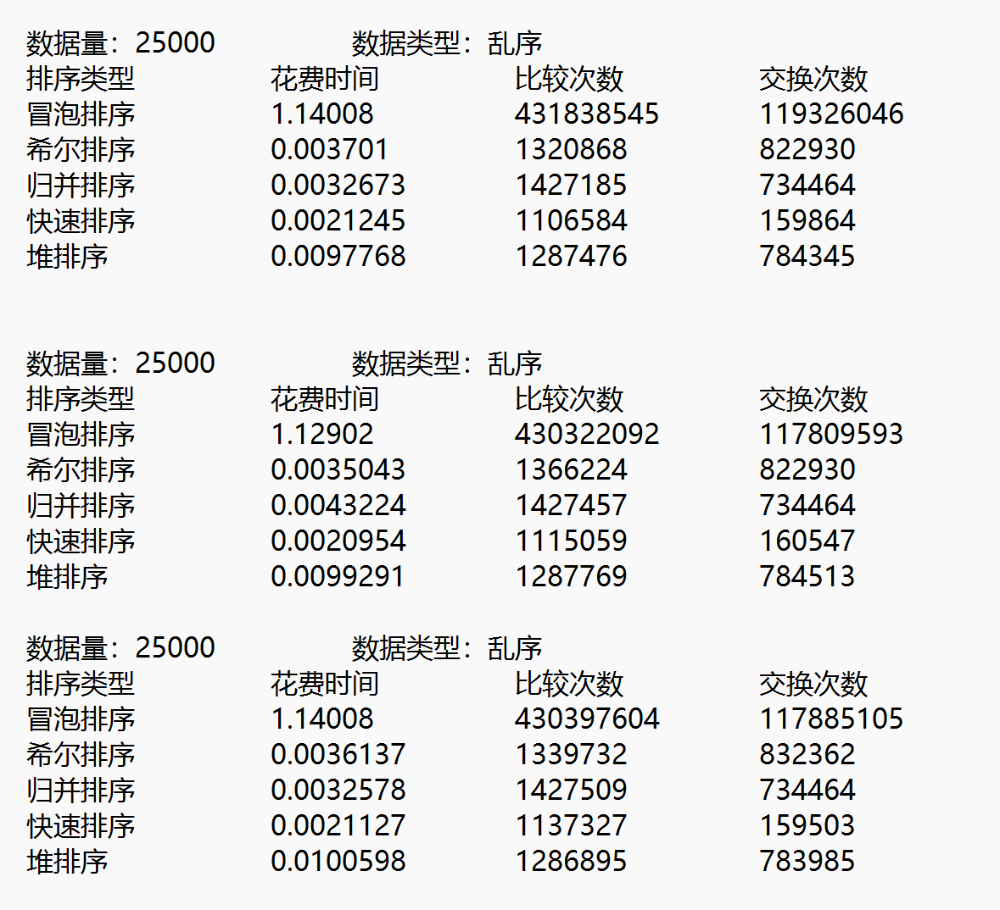 数据量：25000 数据类型：乱序
排序类型 花费时间 比较次数 交换次数
冒泡排序 1.14008 431838545 119326046
希尔排序 0.003701 1320868 822930
归并排序 0.0032673 1427185 734464
快速排序 0.0021245 1106584 159864
堆排序 0.0097768 1287476 784345
数据量：25000 数据类型：乱序
排序类型 花费时间 比较次数 交换次数
冒泡排序 1.12902 430322092 117809593
希尔排序 0.0035043 1366224 822930
归并排序 0.0043224 1427457 734464
快速排序 0.0020954 1115059 160547
堆排序 0.0099291 1287769 784513
数据量：25000 数据类型：乱序
排序类型 花费时间 比较次数 交换次数
冒泡排序 1.14008 430397604 117885105
希尔排序 0.0036137 1339732 832362
归并排序 0.0032578 1427509 734464
快速排序 0.0021127 1137327 159503
堆排序 0.0100598 1286895 783985